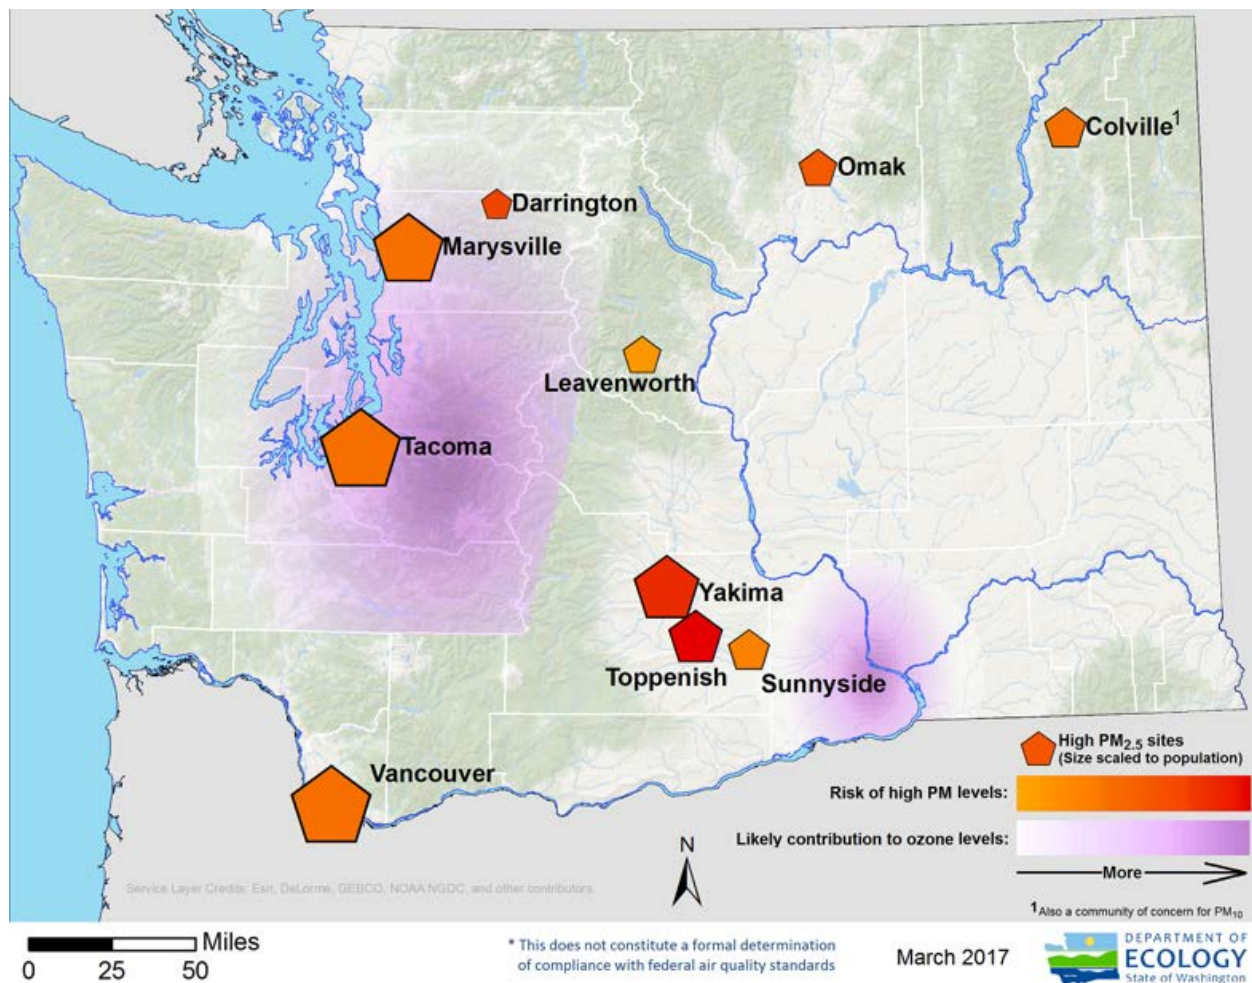 Colville1
Omak
Darrington
Marysville
Leavenworth
Tacoma
Yakima
Toppenish
Sunnyside
Vancouver
High PM2.5 sites
(Size scaled to population)
Risk of high PM levels:
Likely contribution to ozone levels:
More
N
1Also a community of concern for PM10
Service Layer Credits: Esri, DeLorme, GEBCO, NOAA NGDC, and other contributors
Miles
0 25 50
* This does not constitute a formal determination
of compliance with federal air quality standards
March 2017
DEPARTMENT OF
ECOLOGY
State of Washington